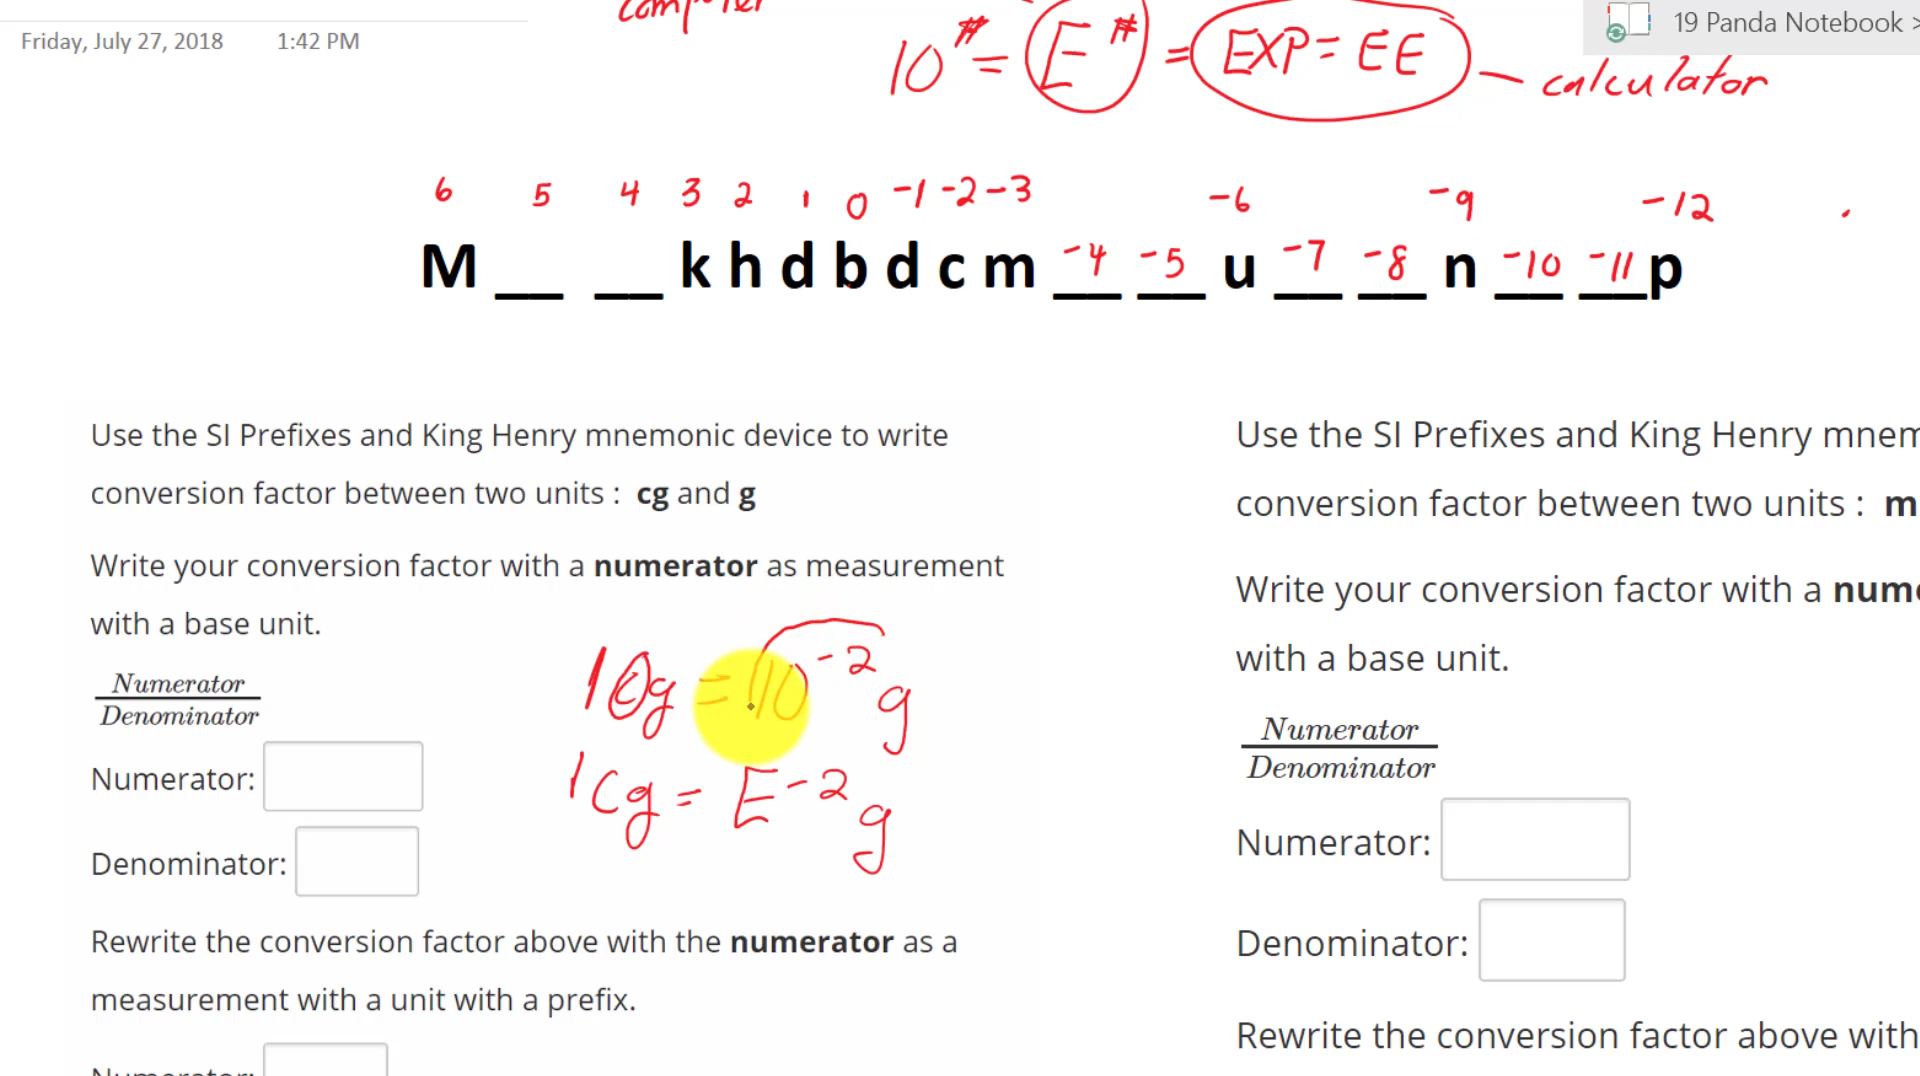 computer
Friday, July 27, 2018 1:42 PM
19 Panda Notebook >
10^# = E^# = EXP = EE — calculator
6 5 4 3 2 1 0 -1 -2 -3 -6 -9 -12
M __ __ k h d b d c m -4 -5 u -7 -8 n -10 -11 p
Use the SI Prefixes and King Henry mnemonic device to write
conversion factor between two units : cg and g
Write your conversion factor with a numerator as measurement
with a base unit.
Numerator
Denominator
Numerator:
Denominator:
1cg = 10^-2 g
1cg = E-2 g
Rewrite the conversion factor above with the numerator as a
measurement with a unit with a prefix.
Numerator:
Use the SI Prefixes and King Henry mnem
conversion factor between two units : m
Write your conversion factor with a nume
with a base unit.
Numerator
Denominator
Numerator:
Denominator:
Rewrite the conversion factor above with